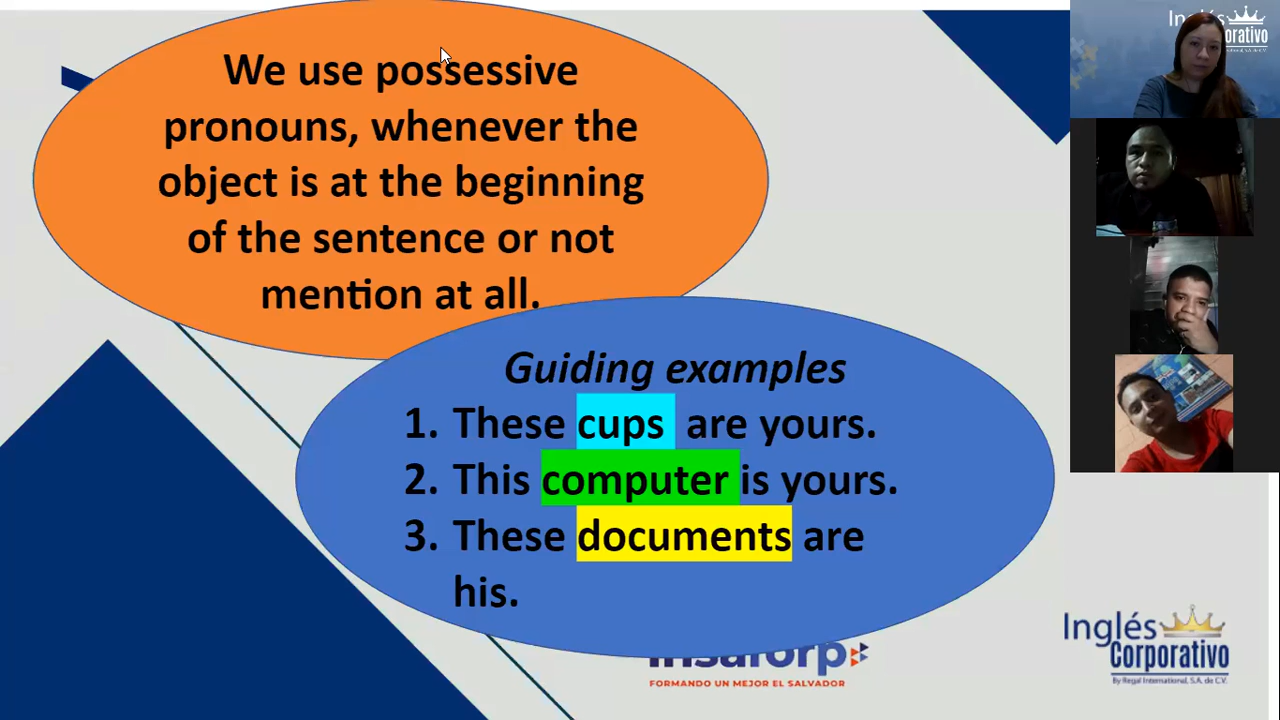 We use possessive
pronouns, whenever the
object is at the beginning
of the sentence or not
mention at all.
Guiding examples
1. These cups are yours.
2. This computer is yours.
3. These documents are
his.
insaforp
FORMANDO UN MEJOR EL SALVADOR
Inglés
Corporativo
By Regal International, S.A. de C.V.